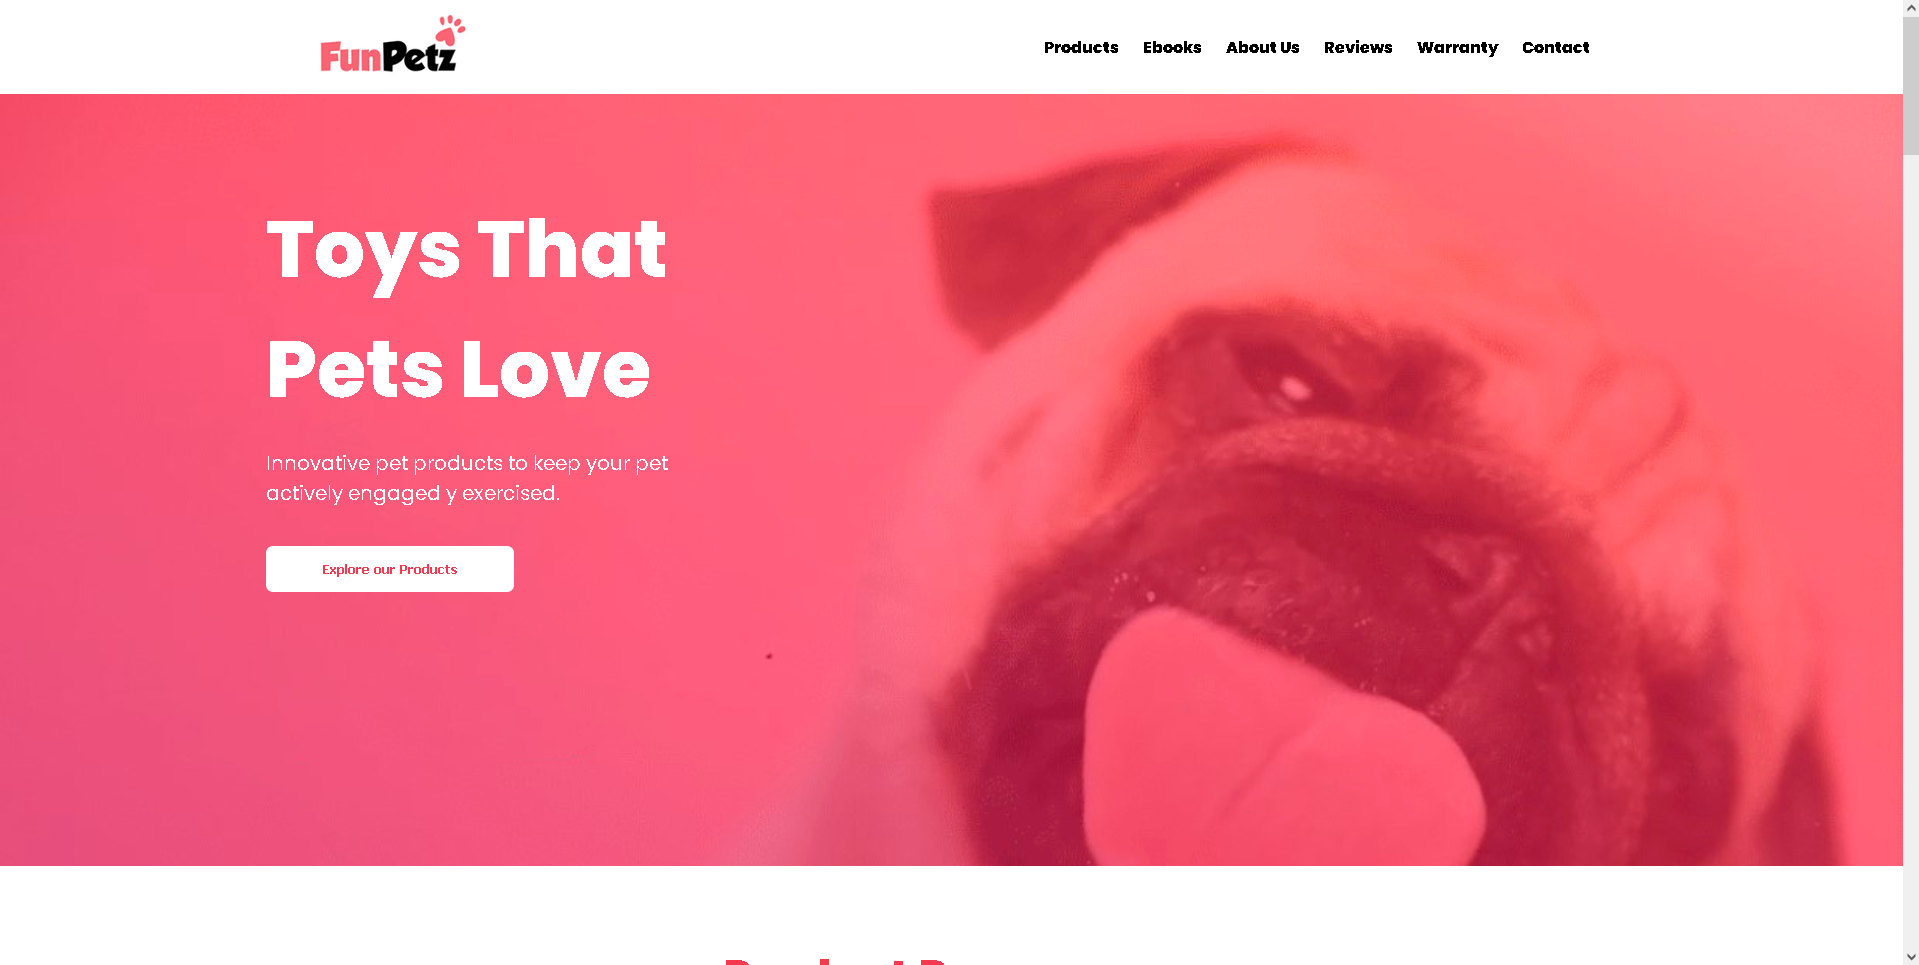 FunPetz
Products Ebooks About Us Reviews Warranty Contact
Toys That
Pets Love
Innovative pet products to keep your pet
actively engaged y exercised.
Explore our Products